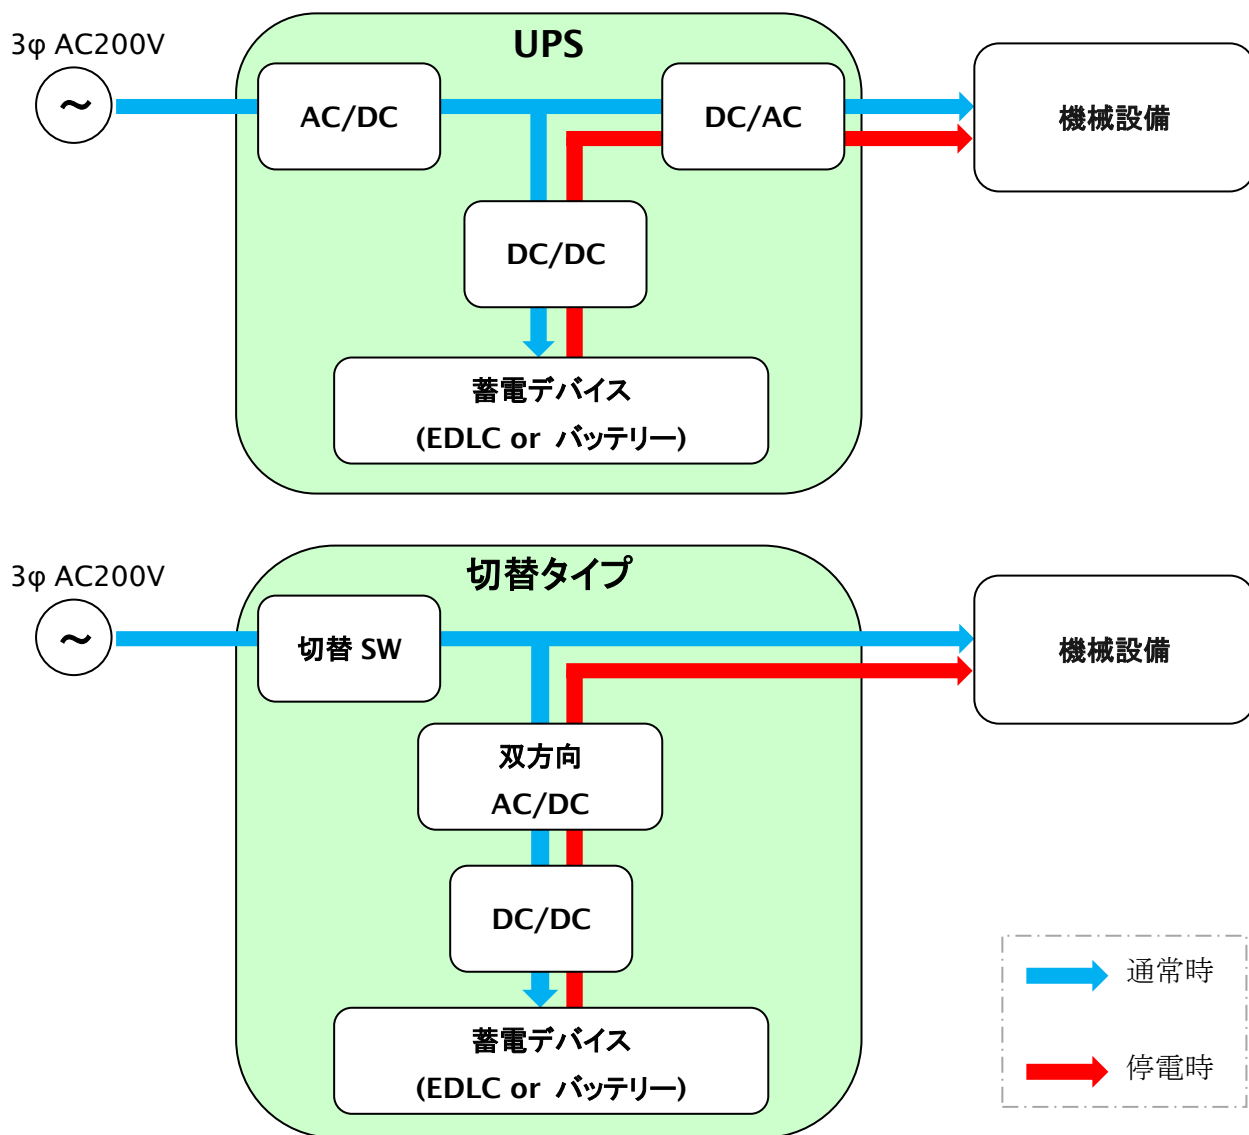 UPS
3φ AC200V
～
AC/DC
DC/AC
機械設備
DC/DC
蓄電デバイス
(EDLC or バッテリー)
切替タイプ
3φ AC200V
～
切替 SW
機械設備
双方向
AC/DC
DC/DC
蓄電デバイス
(EDLC or バッテリー)
通常時
停電時